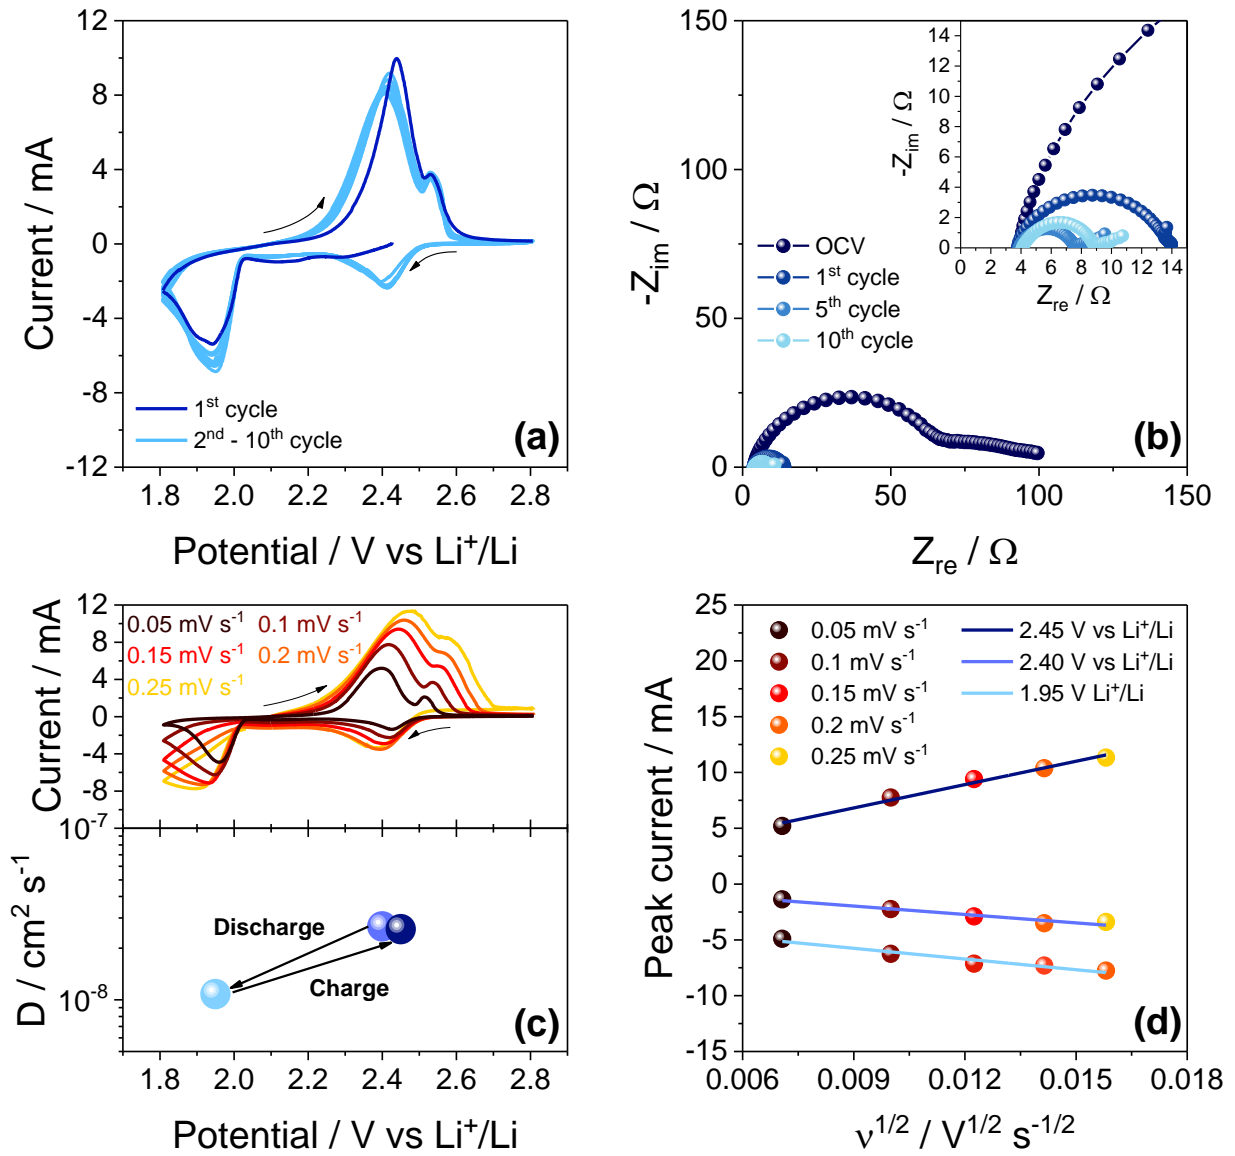 12
8
4
0
-4
-8
-12
1.8 2.0 2.2 2.4 2.6 2.8
Current / mA
Potential / V vs Li⁺/Li
1ˢᵗ cycle
2ⁿᵈ - 10ᵗʰ cycle
(a)
150
100
50
0
0 50 100 150
-Zᵢₘ / Ω
Zᵣₑ / Ω
OCV
1ˢᵗ cycle
5ᵗʰ cycle
10ᵗʰ cycle
(b)
14
12
10
8
6
4
2
0
0 2 4 6 8 10 12 14
-Zᵢₘ / Ω
Zᵣₑ / Ω
12
8
4
0
-4
-8
10⁻⁷
10⁻⁸
Current / mA
D / cm² s⁻¹
0.05 mV s⁻¹ 0.1 mV s⁻¹
0.15 mV s⁻¹ 0.2 mV s⁻¹
0.25 mV s⁻¹
Discharge
Charge
(c)
1.8 2.0 2.2 2.4 2.6 2.8
Potential / V vs Li⁺/Li
25
20
15
10
5
0
-5
-10
-15
Peak current / mA
0.05 mV s⁻¹
0.1 mV s⁻¹
0.15 mV s⁻¹
0.2 mV s⁻¹
0.25 mV s⁻¹
2.45 V vs Li⁺/Li
2.40 V vs Li⁺/Li
1.95 V Li⁺/Li
(d)
0.006 0.009 0.012 0.015 0.018
ν¹ᐟ² / V¹ᐟ² s⁻¹ᐟ²